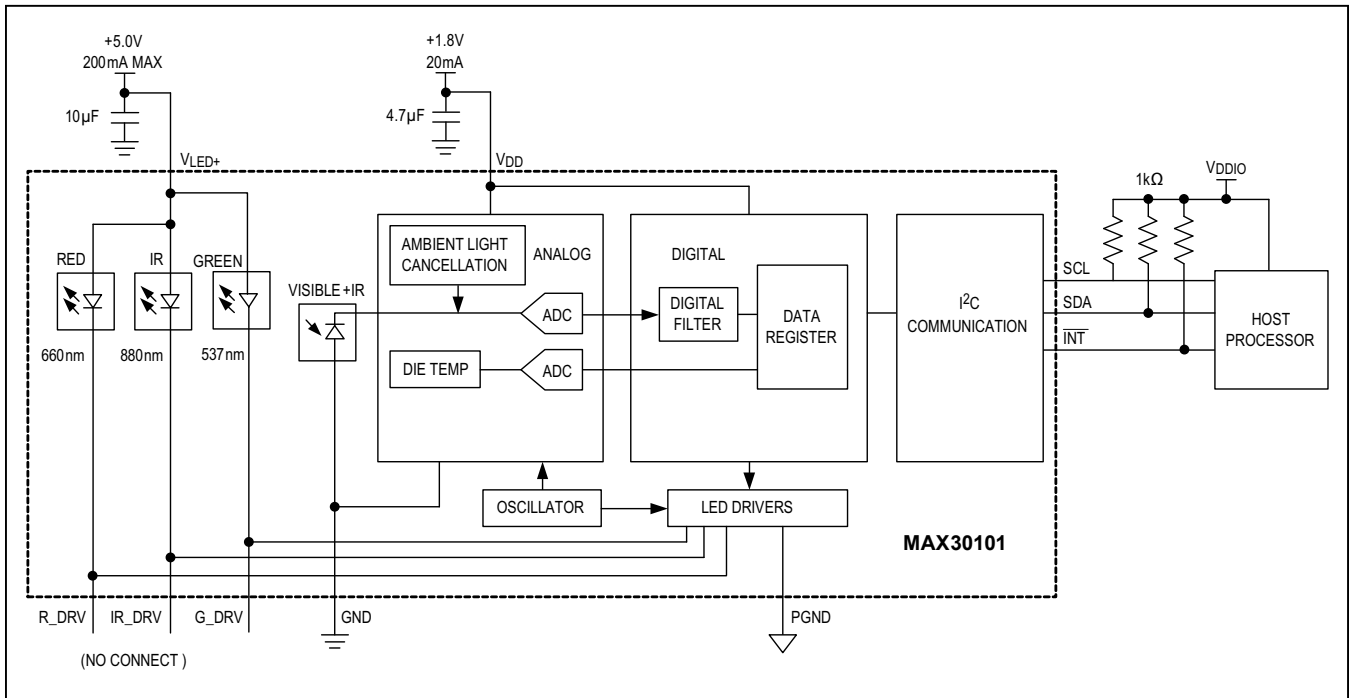 +5.0V
200mA MAX
10µF
VLED+
+1.8V
20mA
4.7µF
VDD
1kΩ
VDDIO
RED
IR
GREEN
660nm
880nm
537nm
VISIBLE+IR
AMBIENT LIGHT
CANCELLATION
ANALOG
ADC
DIE TEMP
ADC
DIGITAL
DIGITAL
FILTER
DATA
REGISTER
I2C
COMMUNICATION
SCL
SDA
INT
HOST
PROCESSOR
OSCILLATOR
LED DRIVERS
MAX30101
R_DRV
IR_DRV
G_DRV
GND
PGND
(NO CONNECT )